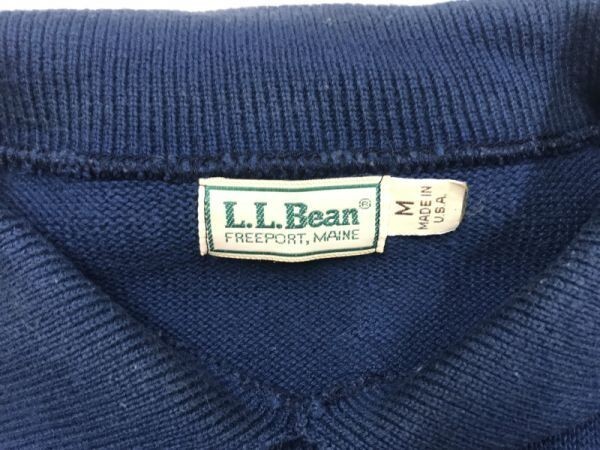 L.L.Bean®
FREEPORT, MAINE
M
MADE IN
U.S.A.